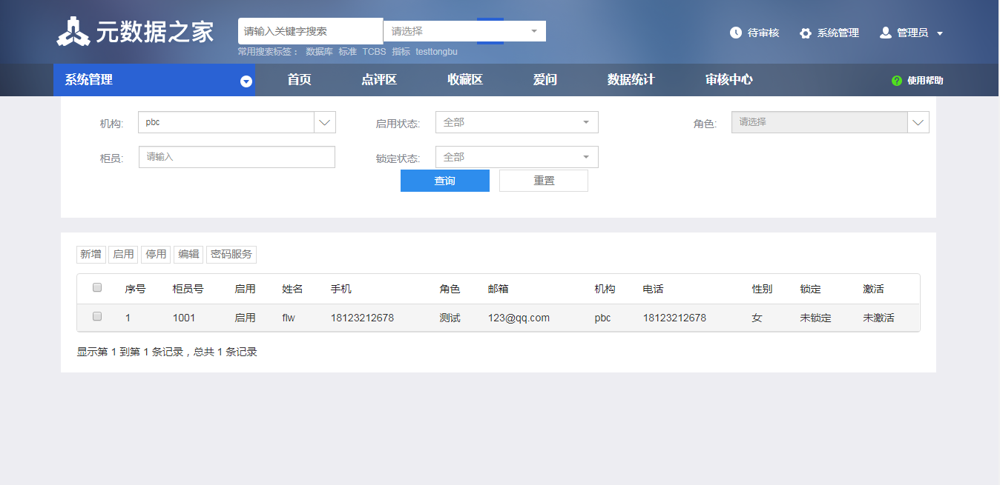 元数据之家
请输入关键字搜索 请选择
待审核 系统管理 管理员
常用搜索标签： 数据库 标准 TCBS 指标 testtongbu
系统管理 首页 点评区 收藏区 爱问 数据统计 审核中心 ? 使用帮助
机构: pbc 启用状态: 全部 角色: 请选择
柜员: 请输入 锁定状态: 全部
查询 重置
新增 启用 停用 编辑 密码服务
序号 柜员号 启用 姓名 手机 角色 邮箱 机构 电话 性别 锁定 激活
1 1001 启用 flw 18123212678 测试 123@qq.com pbc 18123212678 女 未锁定 未激活
显示第 1 到第 1 条记录，总共 1 条记录